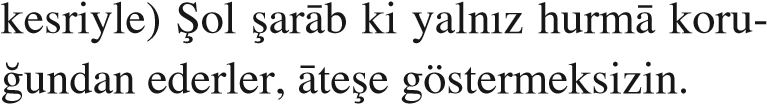 kesriyle) Şol şarāb ki yalnız hurmā koru-
ğundan ederler, āteşe göstermeksizin.